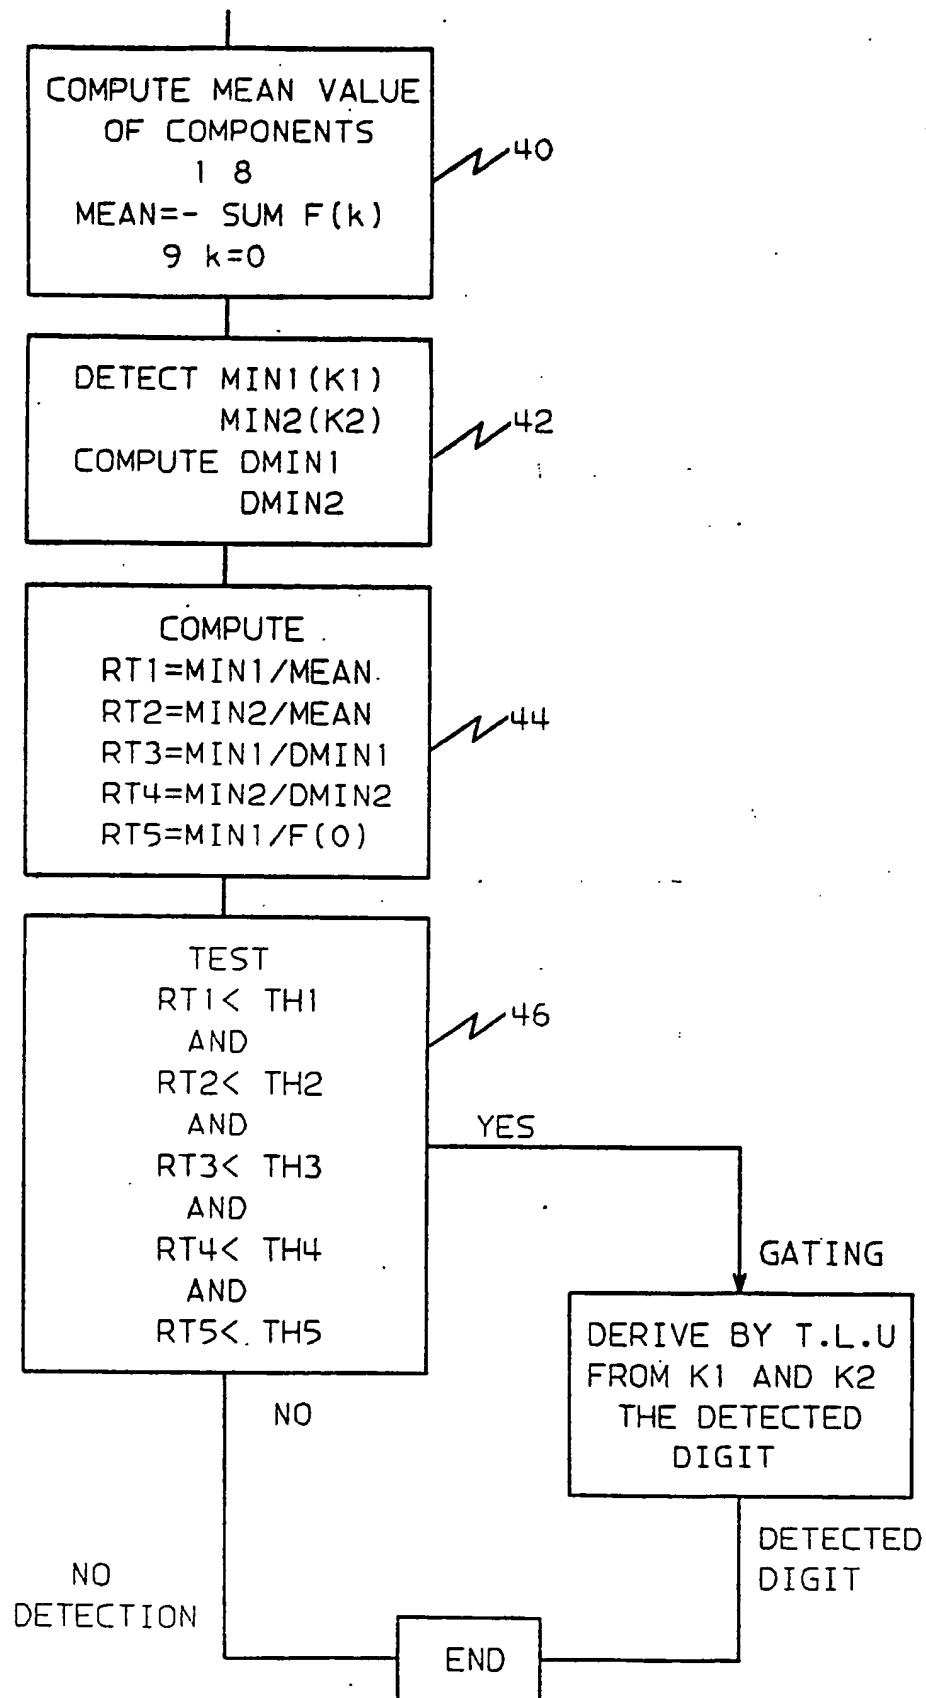 COMPUTE MEAN VALUE
OF COMPONENTS
1 8
MEAN=- SUM F(k)
9 k=0
40
DETECT MIN1(K1)
MIN2(K2)
COMPUTE DMIN1
DMIN2
42
COMPUTE
RT1=MIN1/MEAN
RT2=MIN2/MEAN
RT3=MIN1/DMIN1
RT4=MIN2/DMIN2
RT5=MIN1/F(0)
44
TEST
RT1< TH1
AND
RT2< TH2
AND
RT3< TH3
AND
RT4< TH4
AND
RT5< TH5
46
YES
GATING
DERIVE BY T.L.U
FROM K1 AND K2
THE DETECTED
DIGIT
NO
DETECTED
DIGIT
NO
DETECTION
END